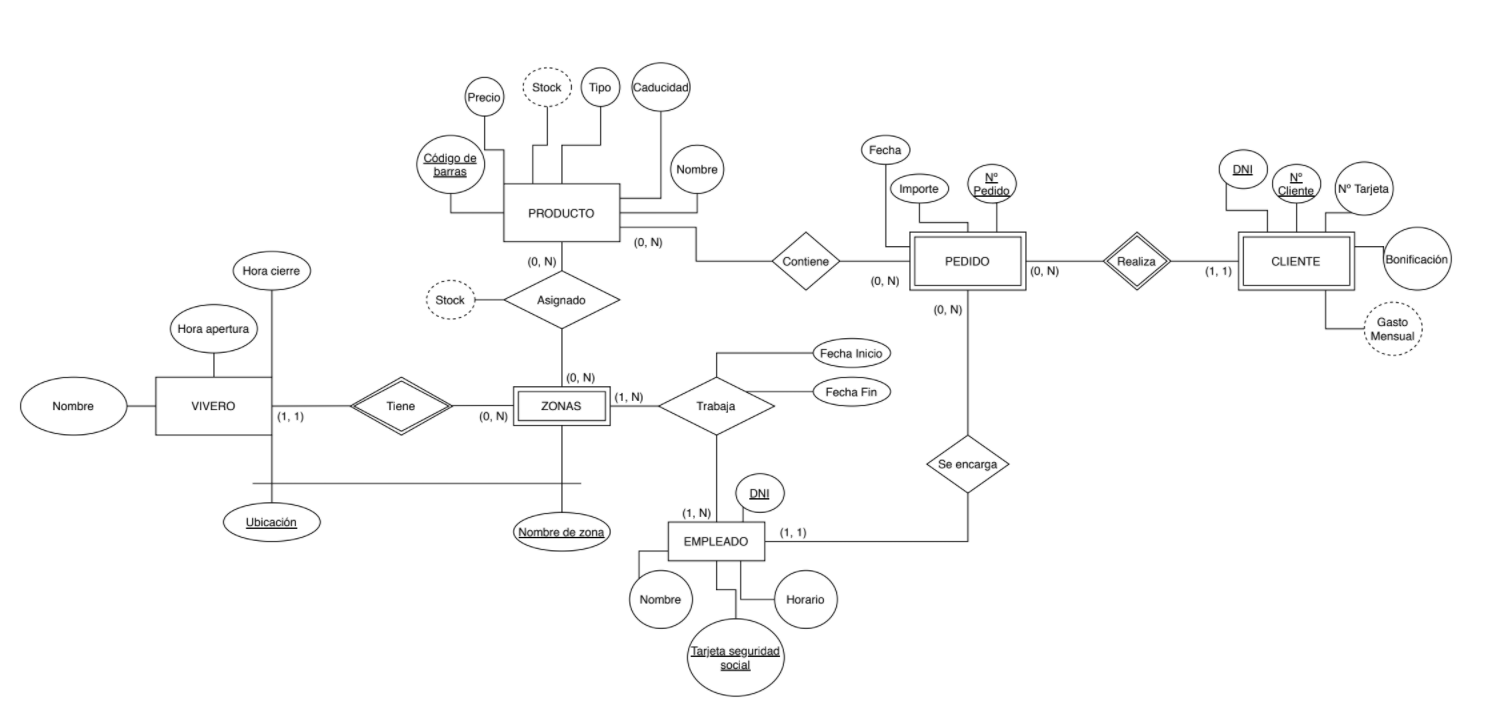 Precio
Stock
Tipo
Caducidad
Código de
barras
Nombre
PRODUCTO
(0, N)
(0, N)
Stock
Asignado
(0, N)
Contiene
(0, N)
Fecha
Importe
Nº
Pedido
PEDIDO
(0, N)
(0, N)
Realiza
(1, 1)
DNI
Nº
Cliente
Nº Tarjeta
CLIENTE
Bonificación
Gasto
Mensual
Hora cierre
Hora apertura
Nombre
VIVERO
(1, 1)
Tiene
(0, N)
ZONAS
(1, N)
Trabaja
Fecha Inicio
Fecha Fin
Se encarga
Ubicación
Nombre de zona
(1, N)
DNI
EMPLEADO
(1, 1)
Nombre
Horario
Tarjeta seguridad
social